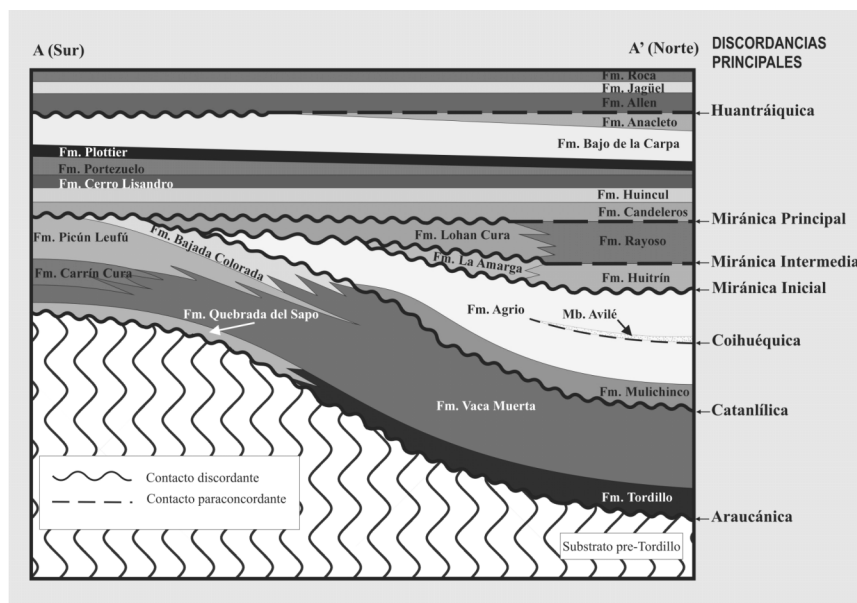 A (Sur)
A' (Norte)
DISCORDANCIAS
PRINCIPALES
Fm. Roca
Fm. Jagüel
Fm. Allen
Huantráiquica
Fm. Anacleto
Fm. Bajo de la Carpa
Fm. Plottier
Fm. Portezuelo
Fm. Cerro Lisandro
Fm. Huincul
Fm. Candeleros
Miránica Principal
Fm. Picún Leufú
Fm. Bajada Colorada
Fm. Lohan Cura
Fm. Rayoso
Miránica Intermedia
Fm. La Amarga
Fm. Carrín Cura
Fm. Huitrín
Miránica Inicial
Fm. Quebrada del Sapo
Fm. Agrio
Mb. Avilé
Coihuéquica
Fm. Mulichinco
Fm. Vaca Muerta
Catanlílica
Contacto discordante
Contacto paraconcordante
Fm. Tordillo
Araucánica
Substrato pre-Tordillo